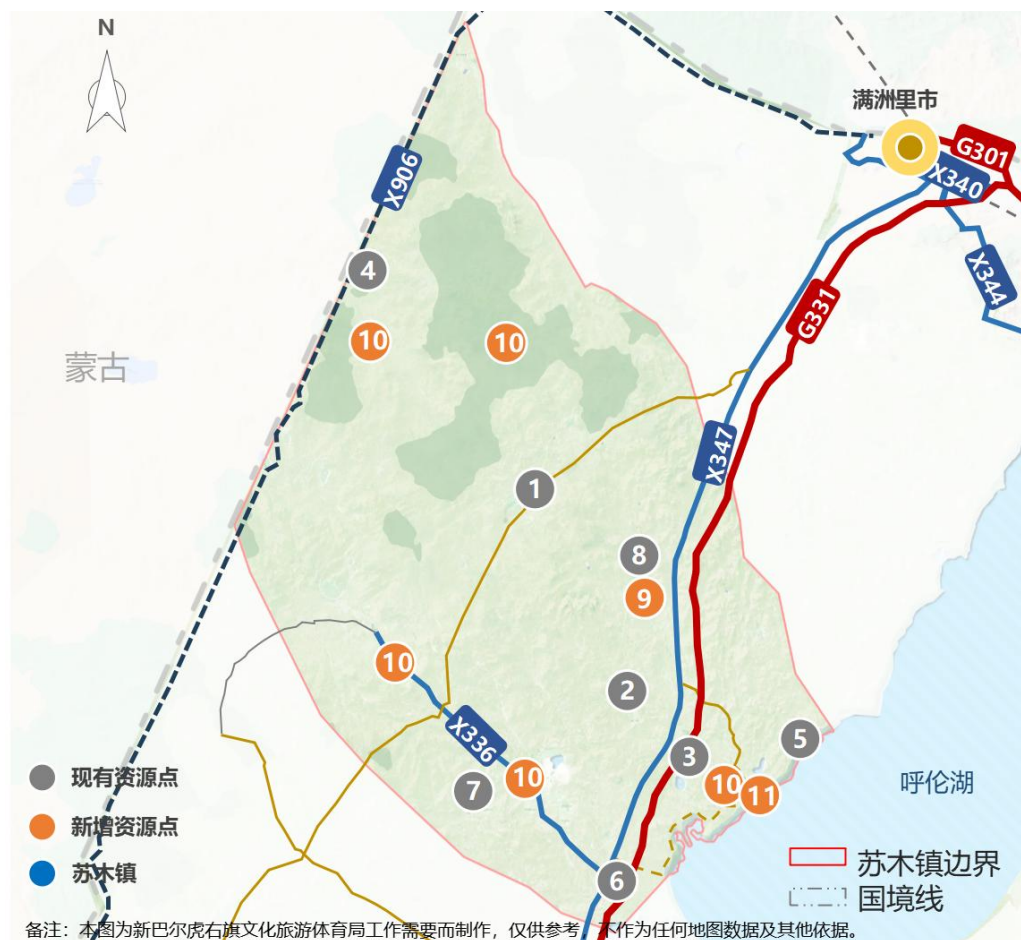 N
满洲里市
G301
X340
X906
X344
4
G331
10
10
蒙古
X347
1
8
9
10
2
X336
5
3
现有资源点
10
10
11
呼伦湖
7
新增资源点
苏木镇边界
苏木镇
6
国境线
备注：本图为新巴尔虎右旗文化旅游体育局工作需要而制作，仅供参考，不作为任何地图数据及其他依据。